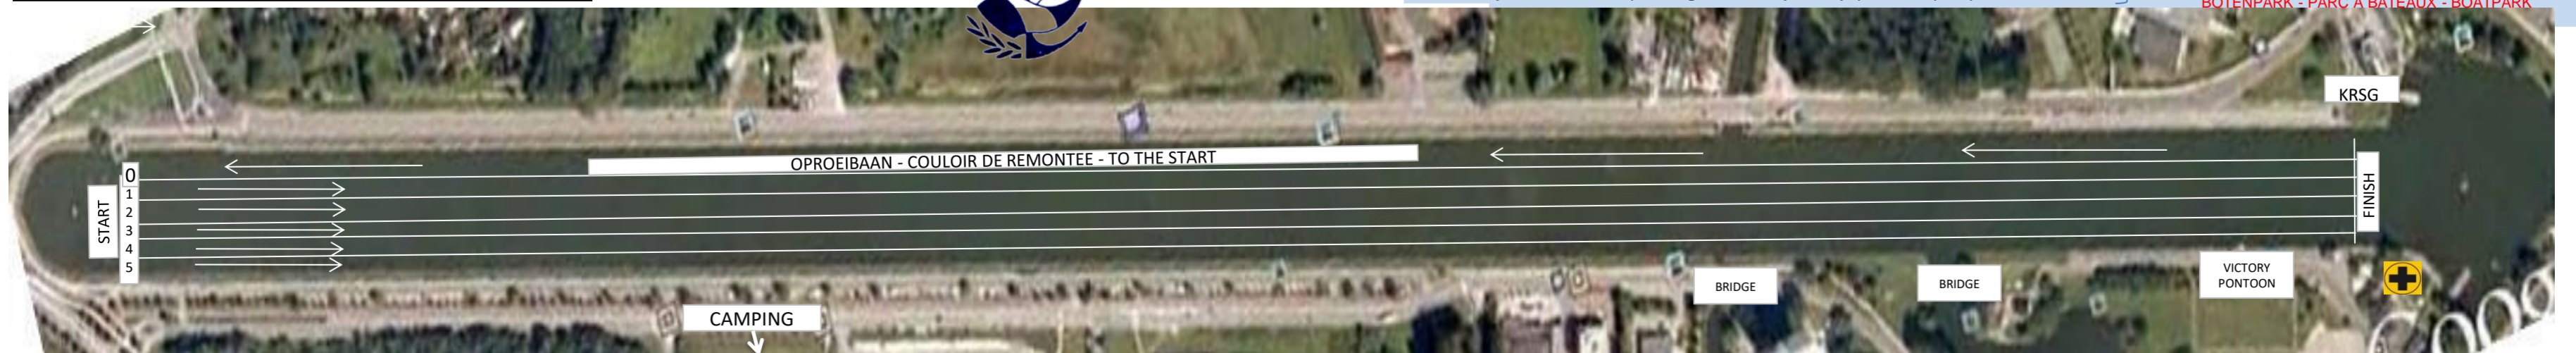 BOTENPARK - PARC A BATEAUX - BOATPARK
KRSG
OPROEIBAAN - COULOIR DE REMONTEE - TO THE START
START
0
1
2
3
4
5
FINISH
BRIDGE
BRIDGE
VICTORY
PONTOON
CAMPING